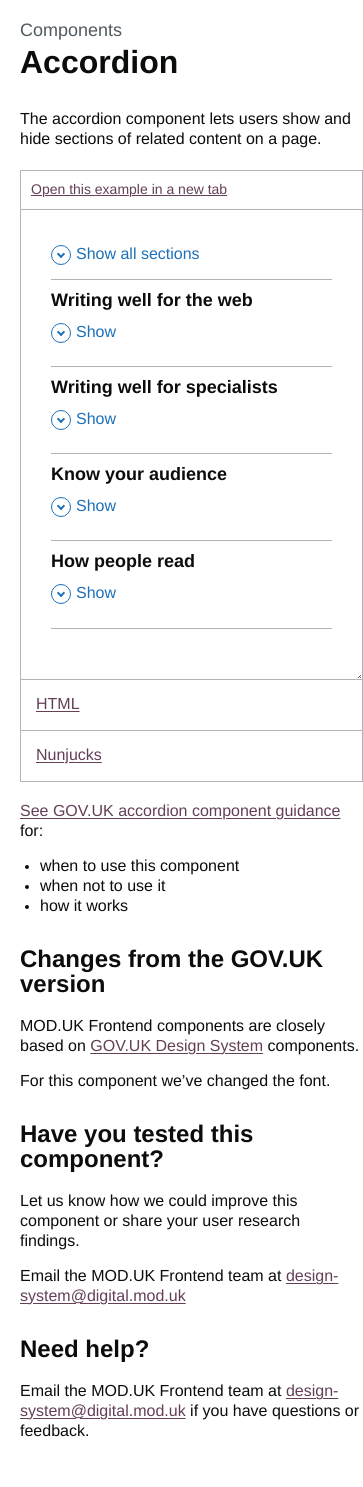 Components
Accordion
The accordion component lets users show and
hide sections of related content on a page.
Open this example in a new tab
Show all sections
Writing well for the web
Show
Writing well for specialists
Show
Know your audience
Show
How people read
Show
HTML
Nunjucks
See GOV.UK accordion component guidance
for:
• when to use this component
• when not to use it
• how it works
Changes from the GOV.UK
version
MOD.UK Frontend components are closely
based on GOV.UK Design System components.
For this component we’ve changed the font.
Have you tested this
component?
Let us know how we could improve this
component or share your user research
findings.
Email the MOD.UK Frontend team at design-
system@digital.mod.uk
Need help?
Email the MOD.UK Frontend team at design-
system@digital.mod.uk if you have questions or
feedback.